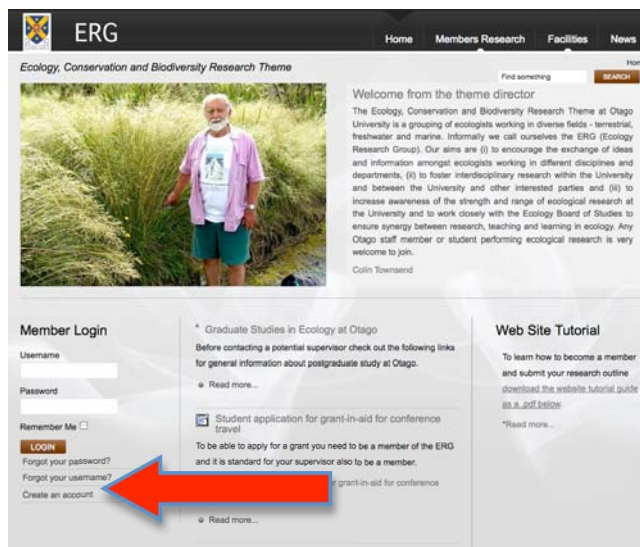 ERG
Home Members Research Facilities News
Ecology, Conservation and Biodiversity Research Theme
Find something
SEARCH
Welcome from the theme director
The Ecology, Conservation and Biodiversity Research Theme at Otago
University is a grouping of ecologists working in diverse fields - terrestrial,
freshwater and marine. Informally we call ourselves the ERG (Ecology
Research Group). Our aims are (i) to encourage the exchange of ideas
and information amongst ecologists working in different disciplines and
departments, (ii) to foster interdisciplinary research within the University
and between the University and other interested parties and (iii) to
increase awareness of the strength and range of ecological research at
the University and to work closely with the Ecology Board of Studies to
ensure synergy between research, teaching and learning in ecology. Any
Otago staff member or student performing ecological research is very
welcome to join.
Colin Townsend
Member Login
Username
Password
Remember Me
LOGIN
Forgot your password?
Forgot your username?
Create an account
Graduate Studies in Ecology at Otago
Before contacting a potential supervisor check out the following links
for general information about postgraduate study at Otago.
Read more...
Student application for grant-in-aid for conference
travel
To be able to apply for a grant you need to be a member of the ERG
and it is standard for your supervisor also to be a member.
grant-in-aid for conference
Read more...
Web Site Tutorial
To learn how to become a member
and submit your research outline
download the website tutorial guide
as a .pdf below.
*Read more...